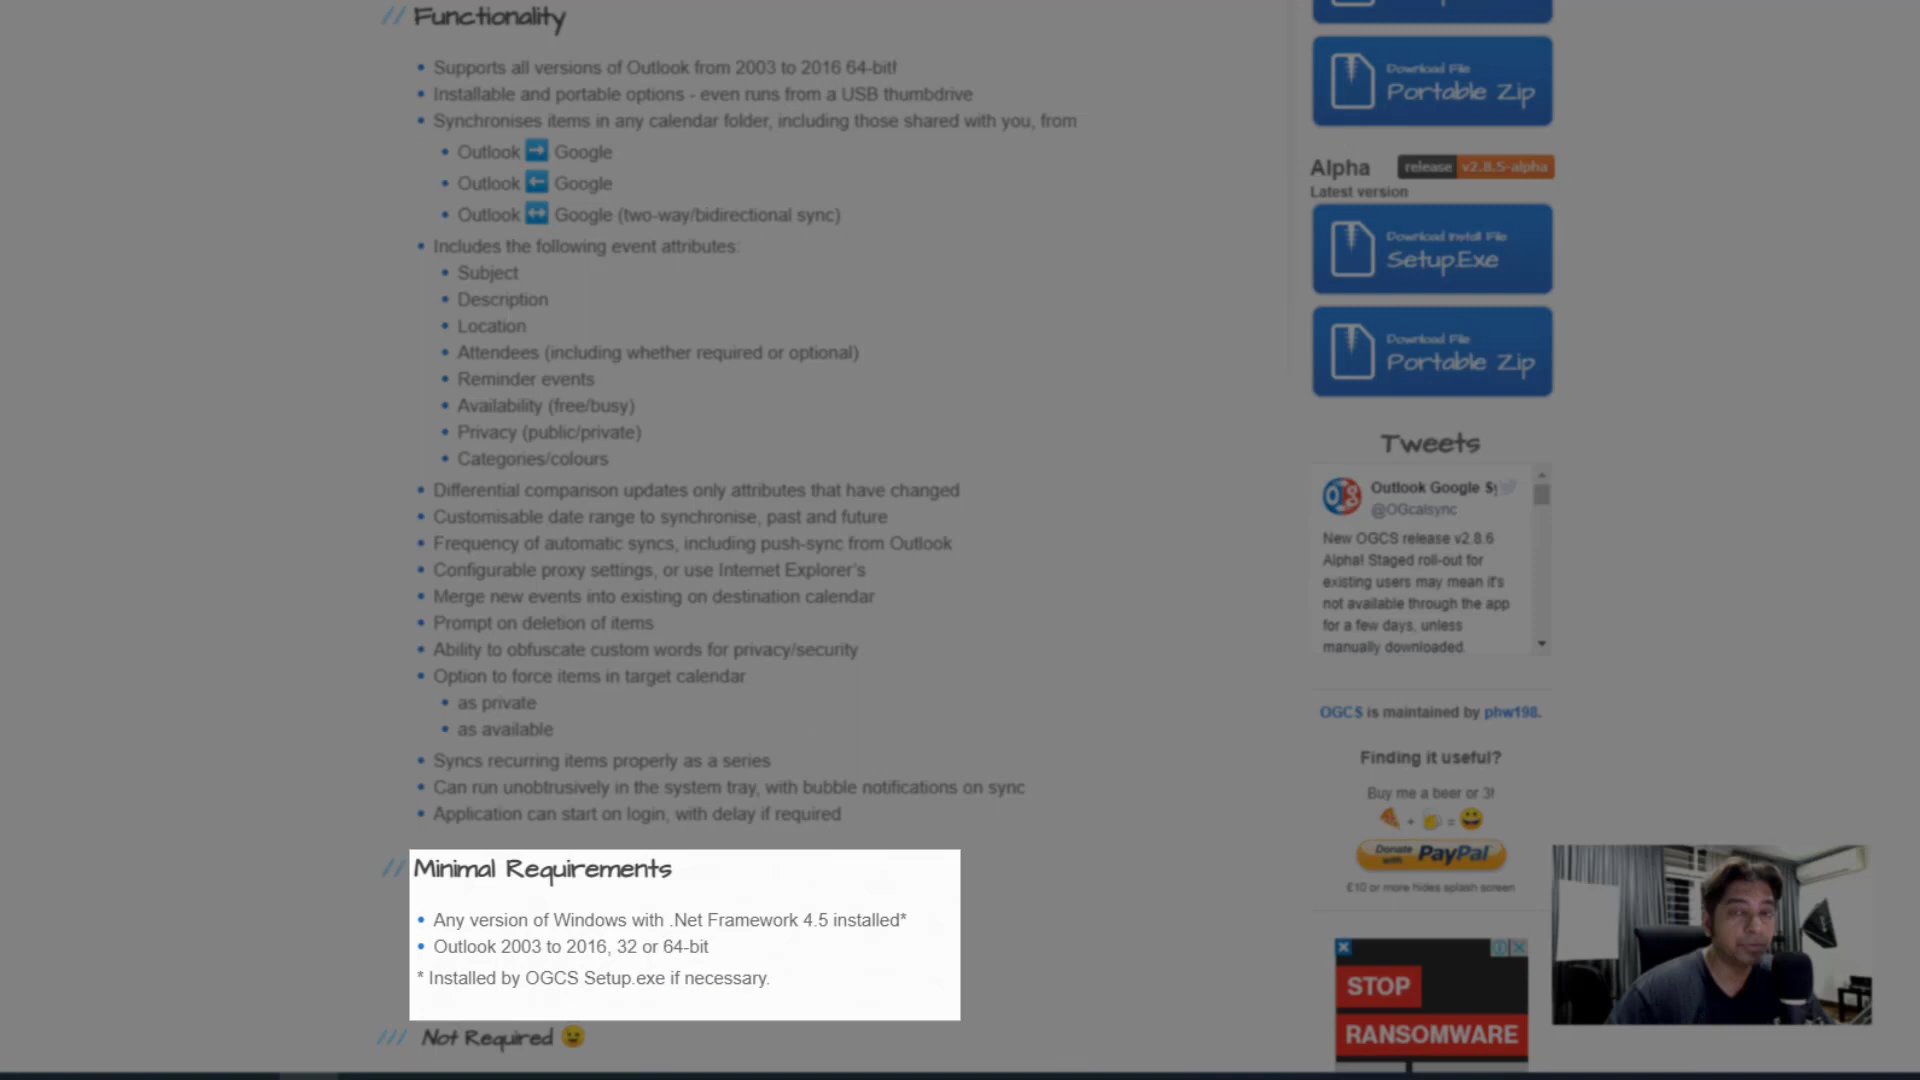 // Functionality
• Supports all versions of Outlook from 2003 to 2016 64-bit!
• Installable and portable options - even runs from a USB thumbdrive
• Synchronises items in any calendar folder, including those shared with you, from
• Outlook ➡ Google
• Outlook ⬅ Google
• Outlook ↔ Google (two-way/bidirectional sync)
• Includes the following event attributes:
• Subject
• Description
• Location
• Attendees (including whether required or optional)
• Reminder events
• Availability (free/busy)
• Privacy (public/private)
• Categories/colours
• Differential comparison updates only attributes that have changed
• Customisable date range to synchronise, past and future
• Frequency of automatic syncs, including push-sync from Outlook
• Configurable proxy settings, or use Internet Explorer's
• Merge new events into existing on destination calendar
• Prompt on deletion of items
• Ability to obfuscate custom words for privacy/security
• Option to force items in target calendar
• as private
• as available
• Syncs recurring items properly as a series
• Can run unobtrusively in the system tray, with bubble notifications on sync
• Application can start on login, with delay if required
// Minimal Requirements
• Any version of Windows with .Net Framework 4.5 installed*
• Outlook 2003 to 2016, 32 or 64-bit
* Installed by OGCS Setup.exe if necessary.
/// Not Required 😉
Download File
Portable Zip
Alpha release v2.8.5-alpha
Latest version
Download Install File
Setup.Exe
Download File
Portable Zip
Tweets
Outlook Google
@OGcalsync
New OGCS release v2.8.6
Alpha! Staged roll-out for
existing users may mean it's
not available through the app
for a few days, unless
manually downloaded.
OGCS is maintained by phw198.
Finding it useful?
Buy me a beer or 3!
🍕 + 🍺 = 😀
Donate
with PayPal
£10 or more hides splash screen
STOP
RANSOMWARE